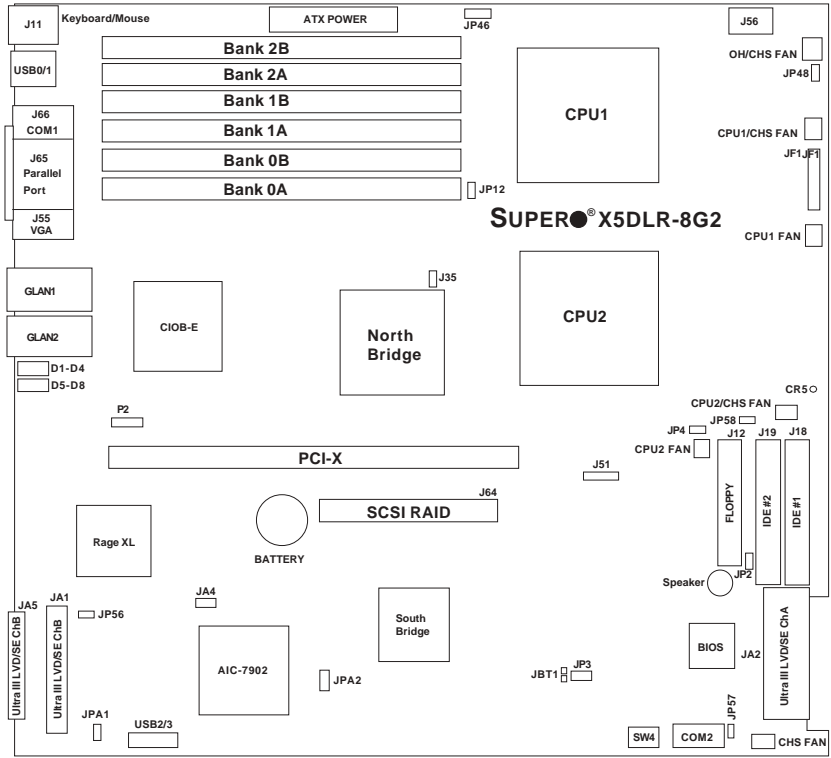 J11
Keyboard/Mouse
ATX POWER
JP46
J56
USB0/1
Bank 2B
Bank 2A
Bank 1B
Bank 1A
Bank 0B
Bank 0A
OH/CHS FAN
JP48
CPU1
J66
COM1
J65
Parallel
Port
J55
VGA
CPU1/CHS FAN
JF1 JF1
JP12
SUPER®X5DLR-8G2
CPU1 FAN
GLAN1
GLAN2
D1-D4
D5-D8
CIOB-E
J35
North
Bridge
CPU2
CR5
P2
CPU2/CHS FAN
JP58
JP4
CPU2 FAN
J12
J19
J18
PCI-X
J51
J64
SCSI RAID
FLOPPY
IDE #2
IDE #1
Rage XL
BATTERY
Speaker
JP2
JA5
JA1
JP56
JA4
Ultra III LVD/SE ChB
Ultra III LVD/SE ChB
South
Bridge
BIOS
JA2
Ultra III LVD/SE ChA
AIC-7902
JPA2
JBT1
JP3
JPA1
USB2/3
SW4
COM2
JP57
CHS FAN